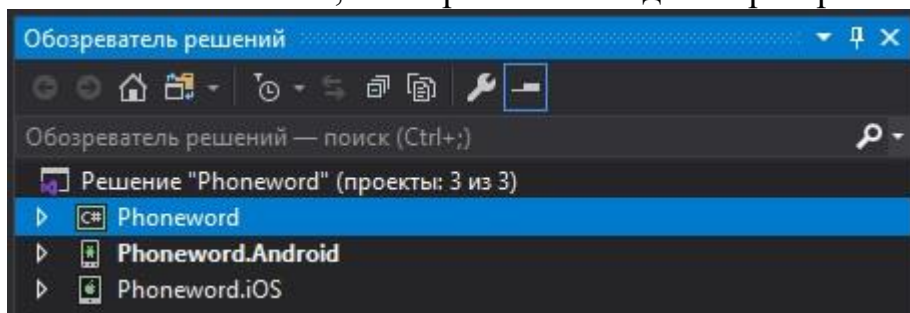 Обозреватель решений
Обозреватель решений — поиск (Ctrl+;)
Решение "Phoneword" (проекты: 3 из 3)
C# Phoneword
Phoneword.Android
Phoneword.iOS